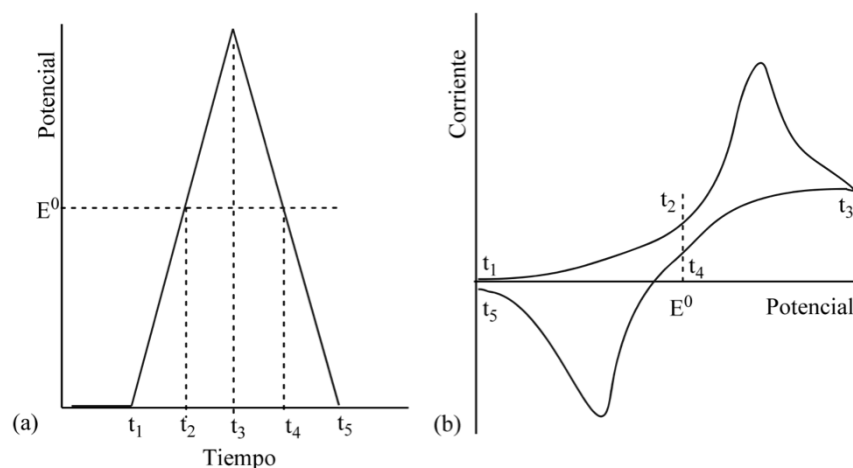 Potencial
E⁰
(a)
t₁
t₂
t₃
t₄
t₅
Tiempo
Corriente
t₂
t₃
t₁
t₄
t₅
E⁰
Potencial
(b)